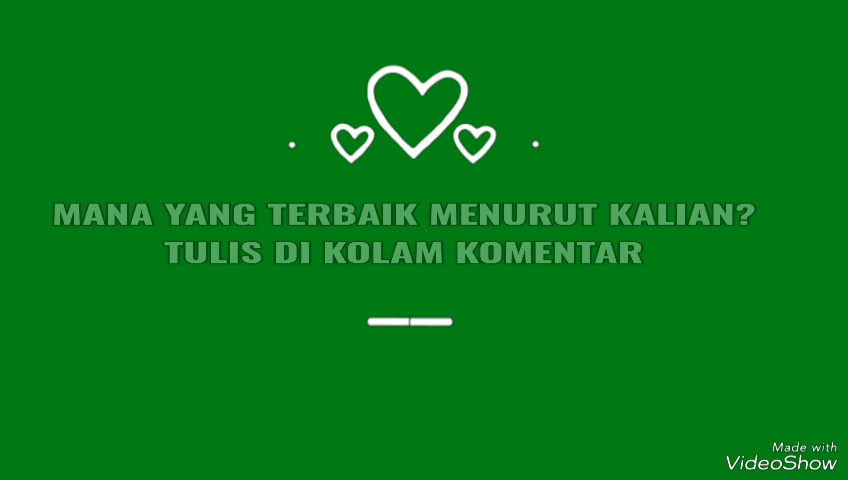 MANA YANG TERBAIK MENURUT KALIAN?
TULIS DI KOLAM KOMENTAR
Made with
VideoShow